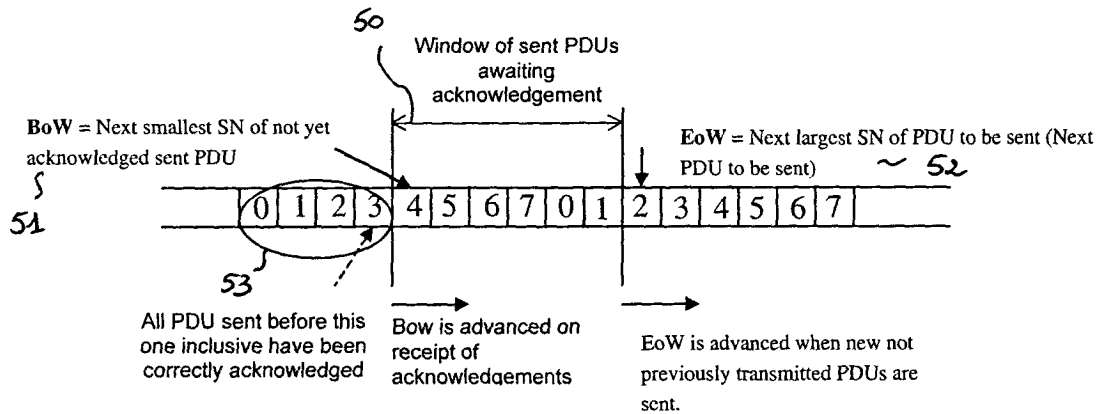 50
Window of sent PDUs
awaiting
acknowledgement
BoW = Next smallest SN of not yet
acknowledged sent PDU
EoW = Next largest SN of PDU to be sent (Next
PDU to be sent) ~ 52
51
0 1 2 3 4 5 6 7 0 1 2 3 4 5 6 7
53
All PDU sent before this
one inclusive have been
correctly acknowledged
Bow is advanced on
receipt of
acknowledgements
EoW is advanced when new not
previously transmitted PDUs are
sent.